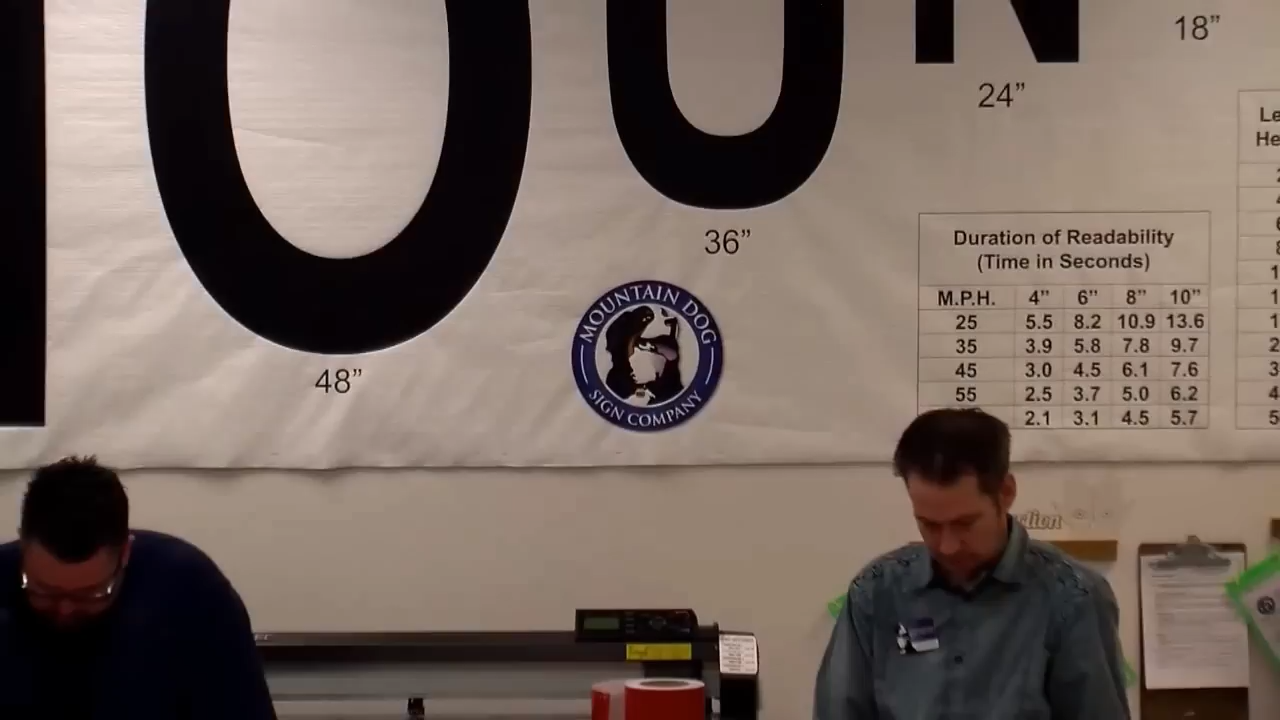 OUN
18”
24”
36”
48”
MOUNTAIN DOG
SIGN COMPANY
Duration of Readability
(Time in Seconds)
M.P.H. 4” 6” 8” 10”
25 5.5 8.2 10.9 13.6
35 3.9 5.8 7.8 9.7
45 3.0 4.5 6.1 7.6
55 2.5 3.7 5.0 6.2
2.1 3.1 4.5 5.7
Le
He